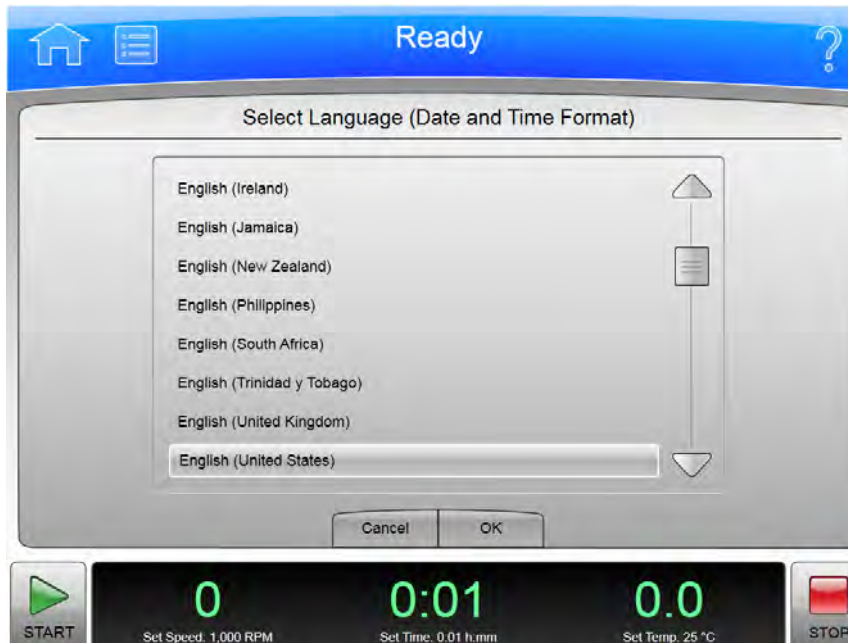 Ready
Select Language (Date and Time Format)
English (Ireland)
English (Jamaica)
English (New Zealand)
English (Philippines)
English (South Africa)
English (Trinidad y Tobago)
English (United Kingdom)
English (United States)
Cancel OK
0 0:01 0.0
START Set Speed. 1,000 RPM Set Time. 0.01 h:mm Set Temp. 25 °C STOP